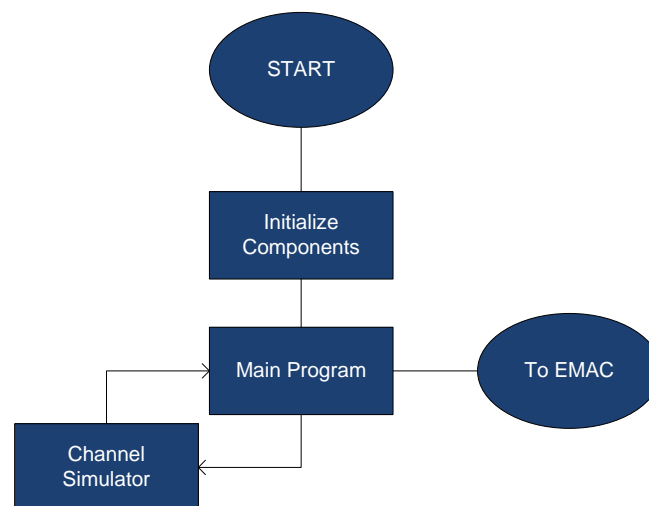 START
Initialize
Components
Main Program
To EMAC
Channel
Simulator